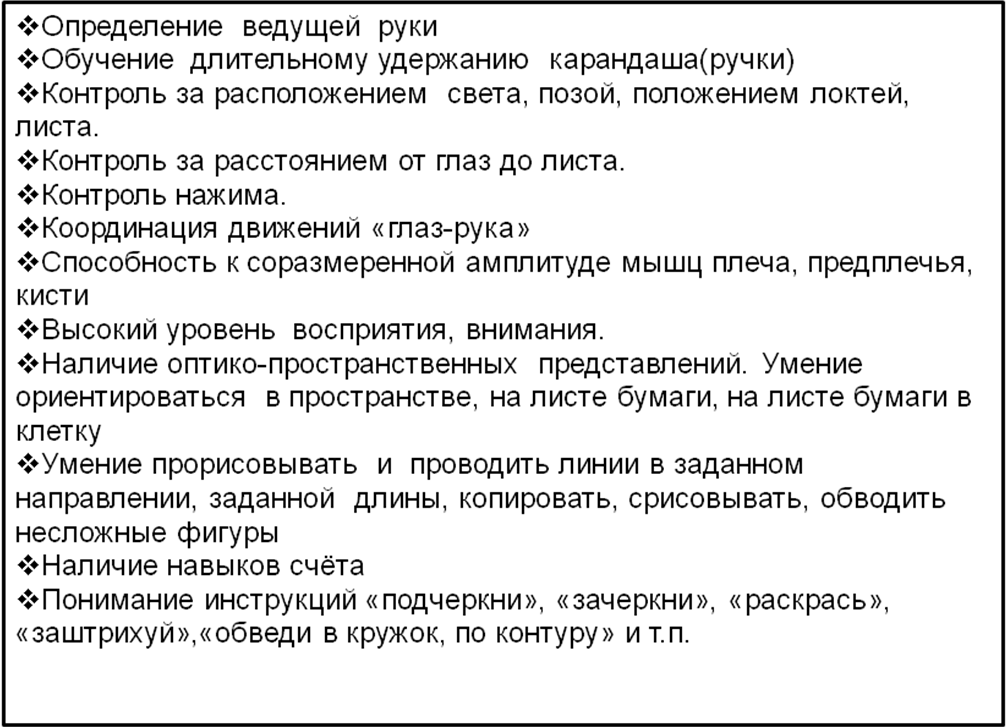 ❖Определение ведущей руки
❖Обучение длительному удержанию карандаша(ручки)
❖Контроль за расположением света, позой, положением локтей,
листа.
❖Контроль за расстоянием от глаз до листа.
❖Контроль нажима.
❖Координация движений «глаз-рука»
❖Способность к соразмеренной амплитуде мышц плеча, предплечья,
кисти
❖Высокий уровень восприятия, внимания.
❖Наличие оптико-пространственных представлений. Умение
ориентироваться в пространстве, на листе бумаги, на листе бумаги в
клетку
❖Умение прорисовывать и проводить линии в заданном
направлении, заданной длины, копировать, срисовывать, обводить
несложные фигуры
❖Наличие навыков счёта
❖Понимание инструкций «подчеркни», «зачеркни», «раскрась»,
«заштрихуй»,«обведи в кружок, по контуру» и т.п.